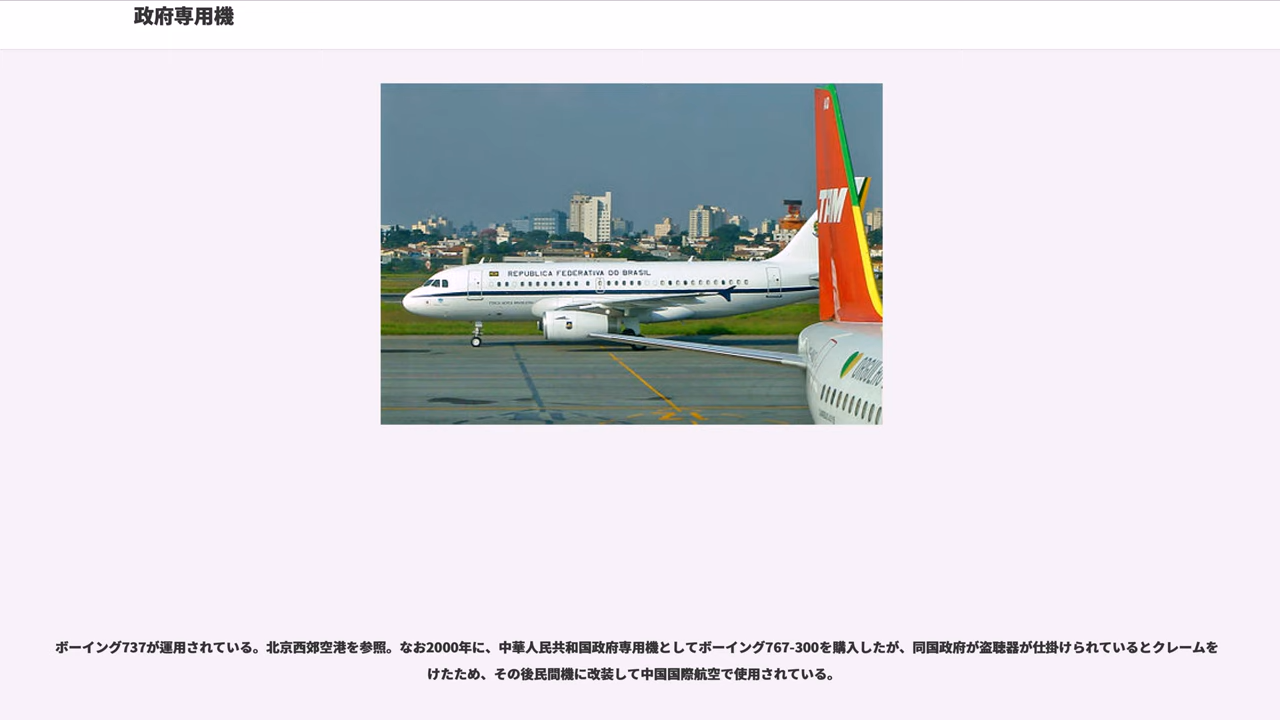 政府専用機
REPUBLICA FEDERATIVA DO BRASIL
TAM
ボーイング737が運用されている。北京西郊空港を参照。なお2000年に、中華人民共和国政府専用機としてボーイング767-300を購入したが、同国政府が盗聴器が仕掛けられているとクレームを
けたため、その後民間機に改装して中国国際航空で使用されている。